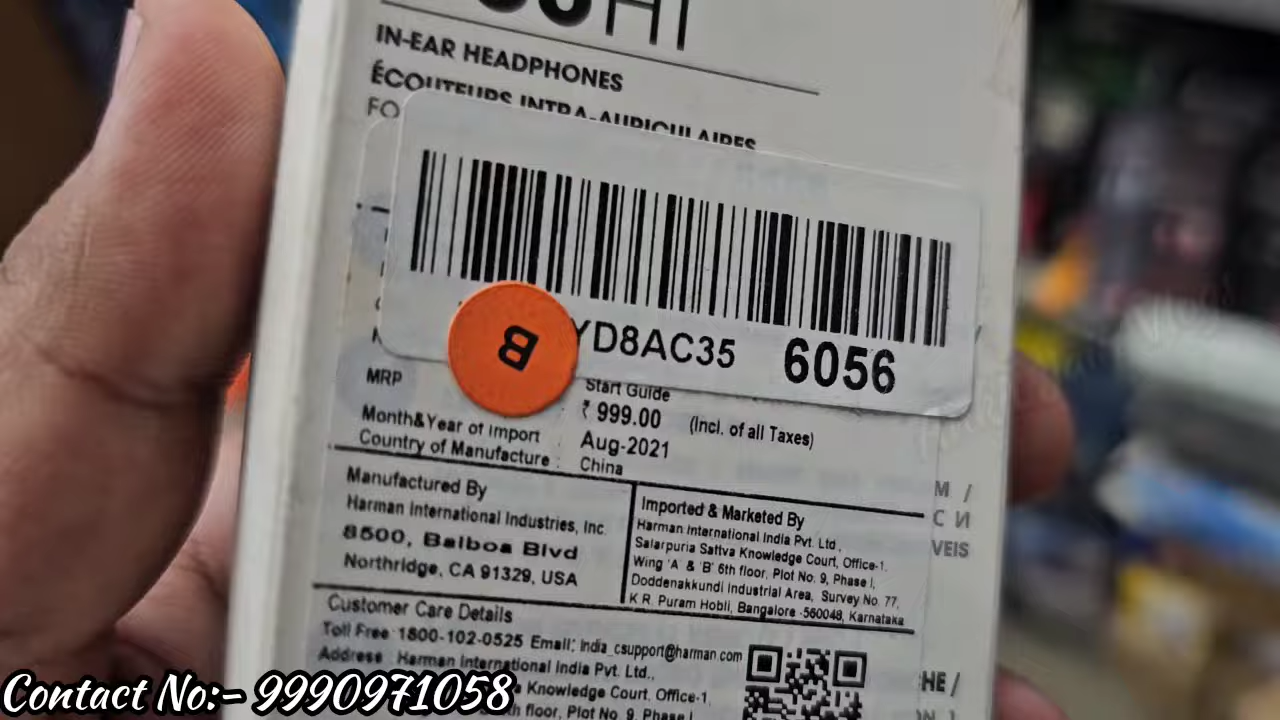 HI
IN-EAR HEADPHONES
ÉCOUTEURS INTRA-AURICULAIRES
FO
YD8AC35 6056
B
Start Guide
MRP : ₹ 999.00 (Incl. of all Taxes)
Month&Year of Import : Aug-2021
Country of Manufacture : China
Manufactured By
Harman International Industries, Inc.
8500, Balboa Blvd
Northridge, CA 91329, USA
Imported & Marketed By
Harman International India Pvt. Ltd.,
Salarpuria Sattva Knowledge Court, Office-1,
Wing 'A' & 'B' 6th floor, Plot No. 9, Phase I,
Doddenakkundi Industrial Area, Survey No. 77,
K R. Puram Hobli, Bangalore -560048, Karnataka
M /
С И
VEIS
Customer Care Details
Toll Free 1800-102-0525 Email: india_csupport@harman.com
Address Harman International India Pvt. Ltd.,
Knowledge Court, Office-1,
floor, Plot No. 9, Phase I,
HE /
Contact No:- 9990971058